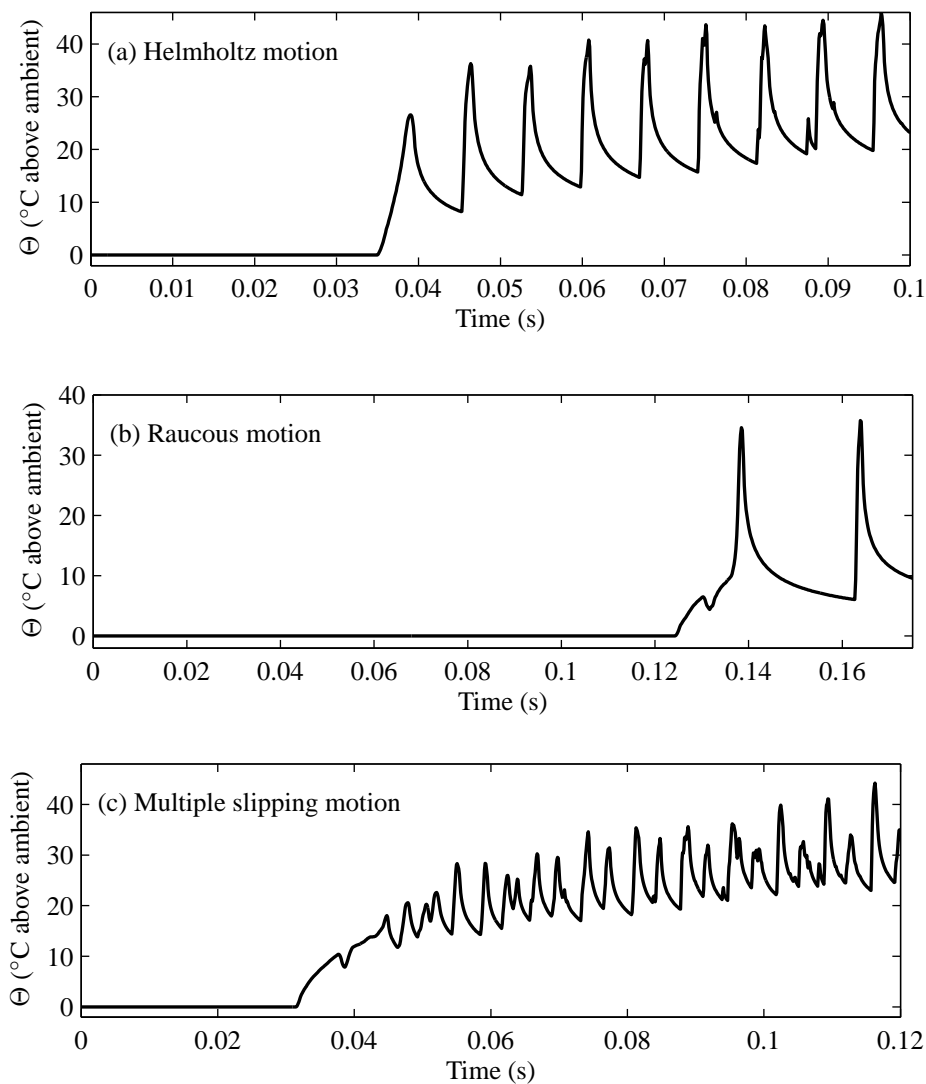 Θ (°C above ambient)
40
30
20
10
0
(a) Helmholtz motion
0 0.01 0.02 0.03 0.04 0.05 0.06 0.07 0.08 0.09 0.1
Time (s)
Θ (°C above ambient)
40
30
20
10
0
(b) Raucous motion
0 0.02 0.04 0.06 0.08 0.1 0.12 0.14 0.16
Time (s)
Θ (°C above ambient)
40
30
20
10
0
(c) Multiple slipping motion
0 0.02 0.04 0.06 0.08 0.1 0.12
Time (s)